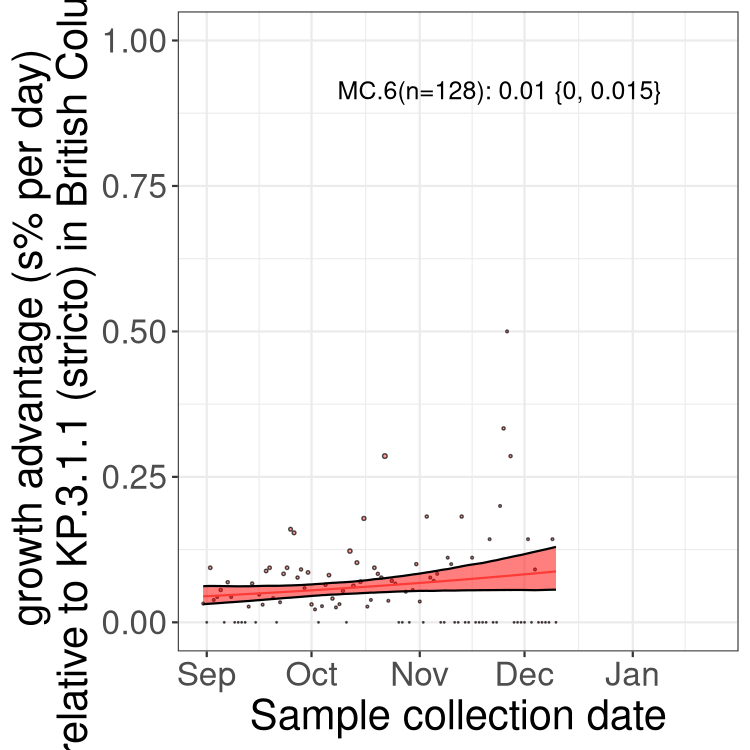 growth advantage (s% per day)
relative to KP.3.1.1 (stricto) in British Colu
1.00
0.75
0.50
0.25
0.00
MC.6(n=128): 0.01 {0, 0.015}
Sep Oct Nov Dec Jan
Sample collection date